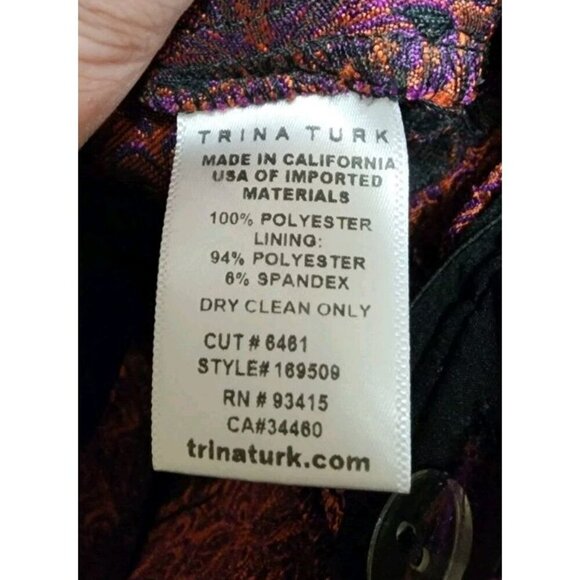 TRINA TURK
MADE IN CALIFORNIA
USA OF IMPORTED
MATERIALS
100% POLYESTER
LINING:
94% POLYESTER
6% SPANDEX
DRY CLEAN ONLY
CUT # 6461
STYLE# 169509
RN # 93415
CA#34460
trinaturk.com